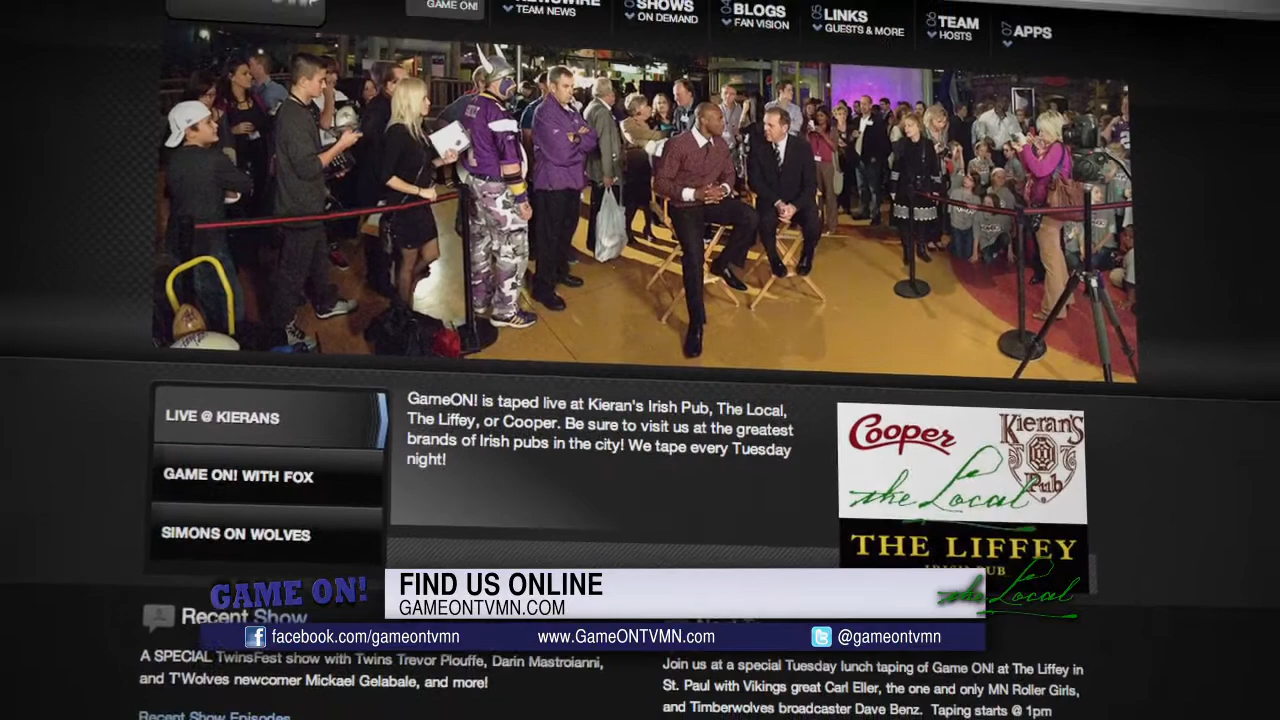 GAME ON!
TEAM NEWS
SHOWS
ON DEMAND
BLOGS
FAN VISION
05 LINKS
GUESTS & MORE
06 TEAM
HOSTS
07 APPS
LIVE @ KIERANS
GAME ON! WITH FOX
SIMONS ON WOLVES
GameON! is taped live at Kieran's Irish Pub, The Local,
The Liffey, or Cooper. Be sure to visit us at the greatest
brands of Irish pubs in the city! We tape every Tuesday
night!
Cooper
Kieran's
Pub
the Local
THE LIFFEY
GAME ON!
FIND US ONLINE
GAMEONTVMN.COM
the Local
Recent Show
facebook.com/gameontvmn
www.GameONTVMN.com
@gameontvmn
A SPECIAL TwinsFest show with Twins Trevor Plouffe, Darin Mastroianni,
and T'Wolves newcomer Mickael Gelabale, and more!
Recent Show Episodes
Join us at a special Tuesday lunch taping of Game ON! at The Liffey in
St. Paul with Vikings great Carl Eller, the one and only MN Roller Girls,
and Timberwolves broadcaster Dave Benz. Taping starts @ 1pm